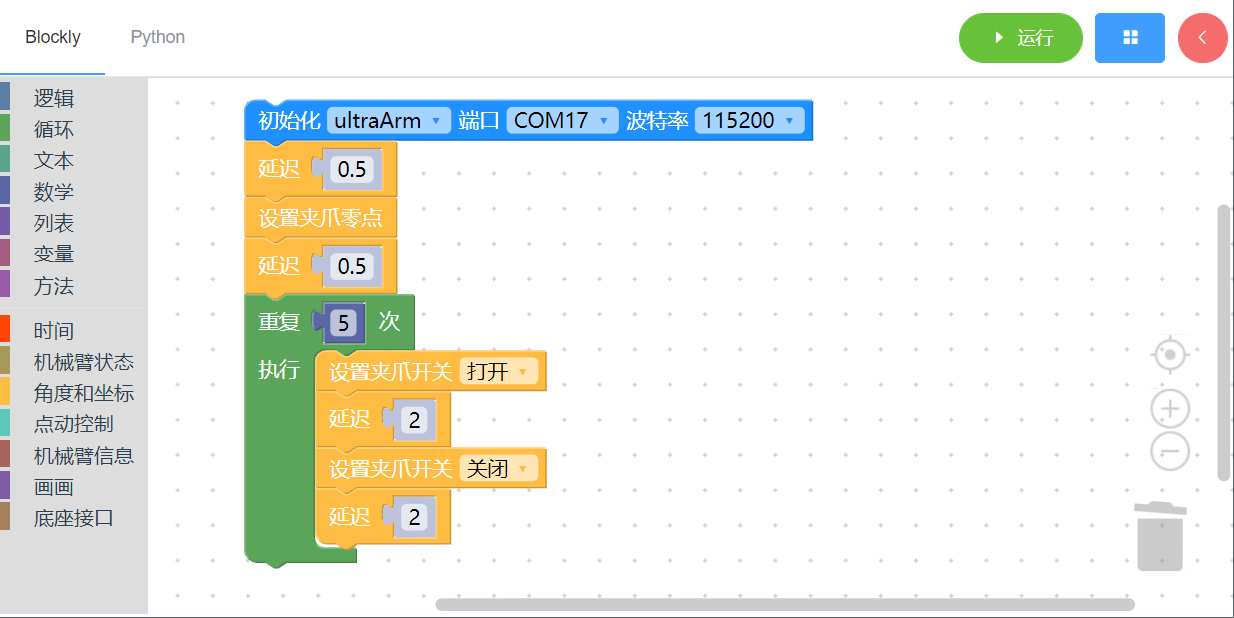 Blockly Python 运行
逻辑
循环
文本
数学
列表
变量
方法
时间
机械臂状态
角度和坐标
点动控制
机械臂信息
画画
底座接口
初始化 ultraArm 端口 COM17 波特率 115200
延迟 0.5
设置夹爪零点
延迟 0.5
重复 5 次
执行 设置夹爪开关 打开
延迟 2
设置夹爪开关 关闭
延迟 2